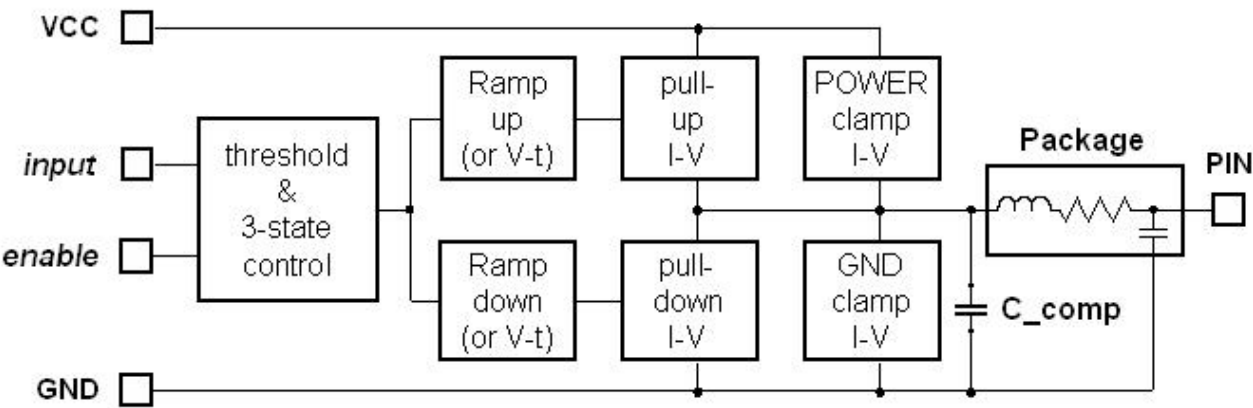 VCC
Ramp
up
(or V-t)
pull-
up
I-V
POWER
clamp
I-V
Package
PIN
input
enable
threshold
&
3-state
control
Ramp
down
(or V-t)
pull-
down
I-V
GND
clamp
I-V
C_comp
GND